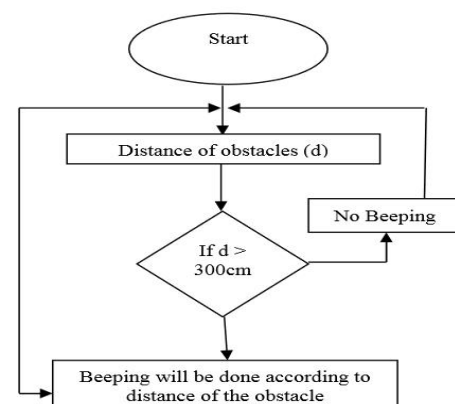 Start
Distance of obstacles (d)
No Beeping
If d >
300cm
Beeping will be done according to
distance of the obstacle